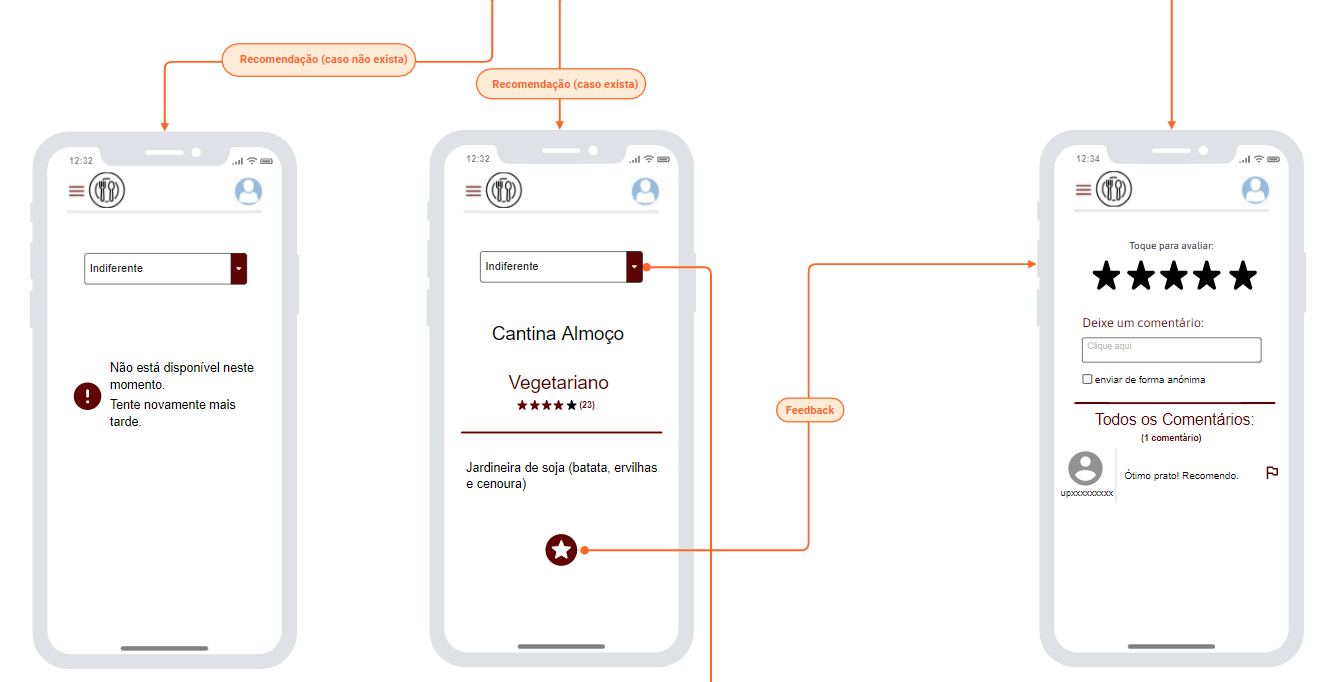 Recomendação (caso não exista)
Recomendação (caso exista)
12:32
Indiferente
Não está disponível neste
momento.
Tente novamente mais
tarde.
12:32
Indiferente
Cantina Almoço
Vegetariano
(23)
Jardineira de soja (batata, ervilhas
e cenoura)
Feedback
12:34
Toque para avaliar:
Deixe um comentário:
Clique aqui
enviar de forma anónima
Todos os Comentários:
(1 comentário)
Ótimo prato! Recomendo.
upxxxxxxxxx